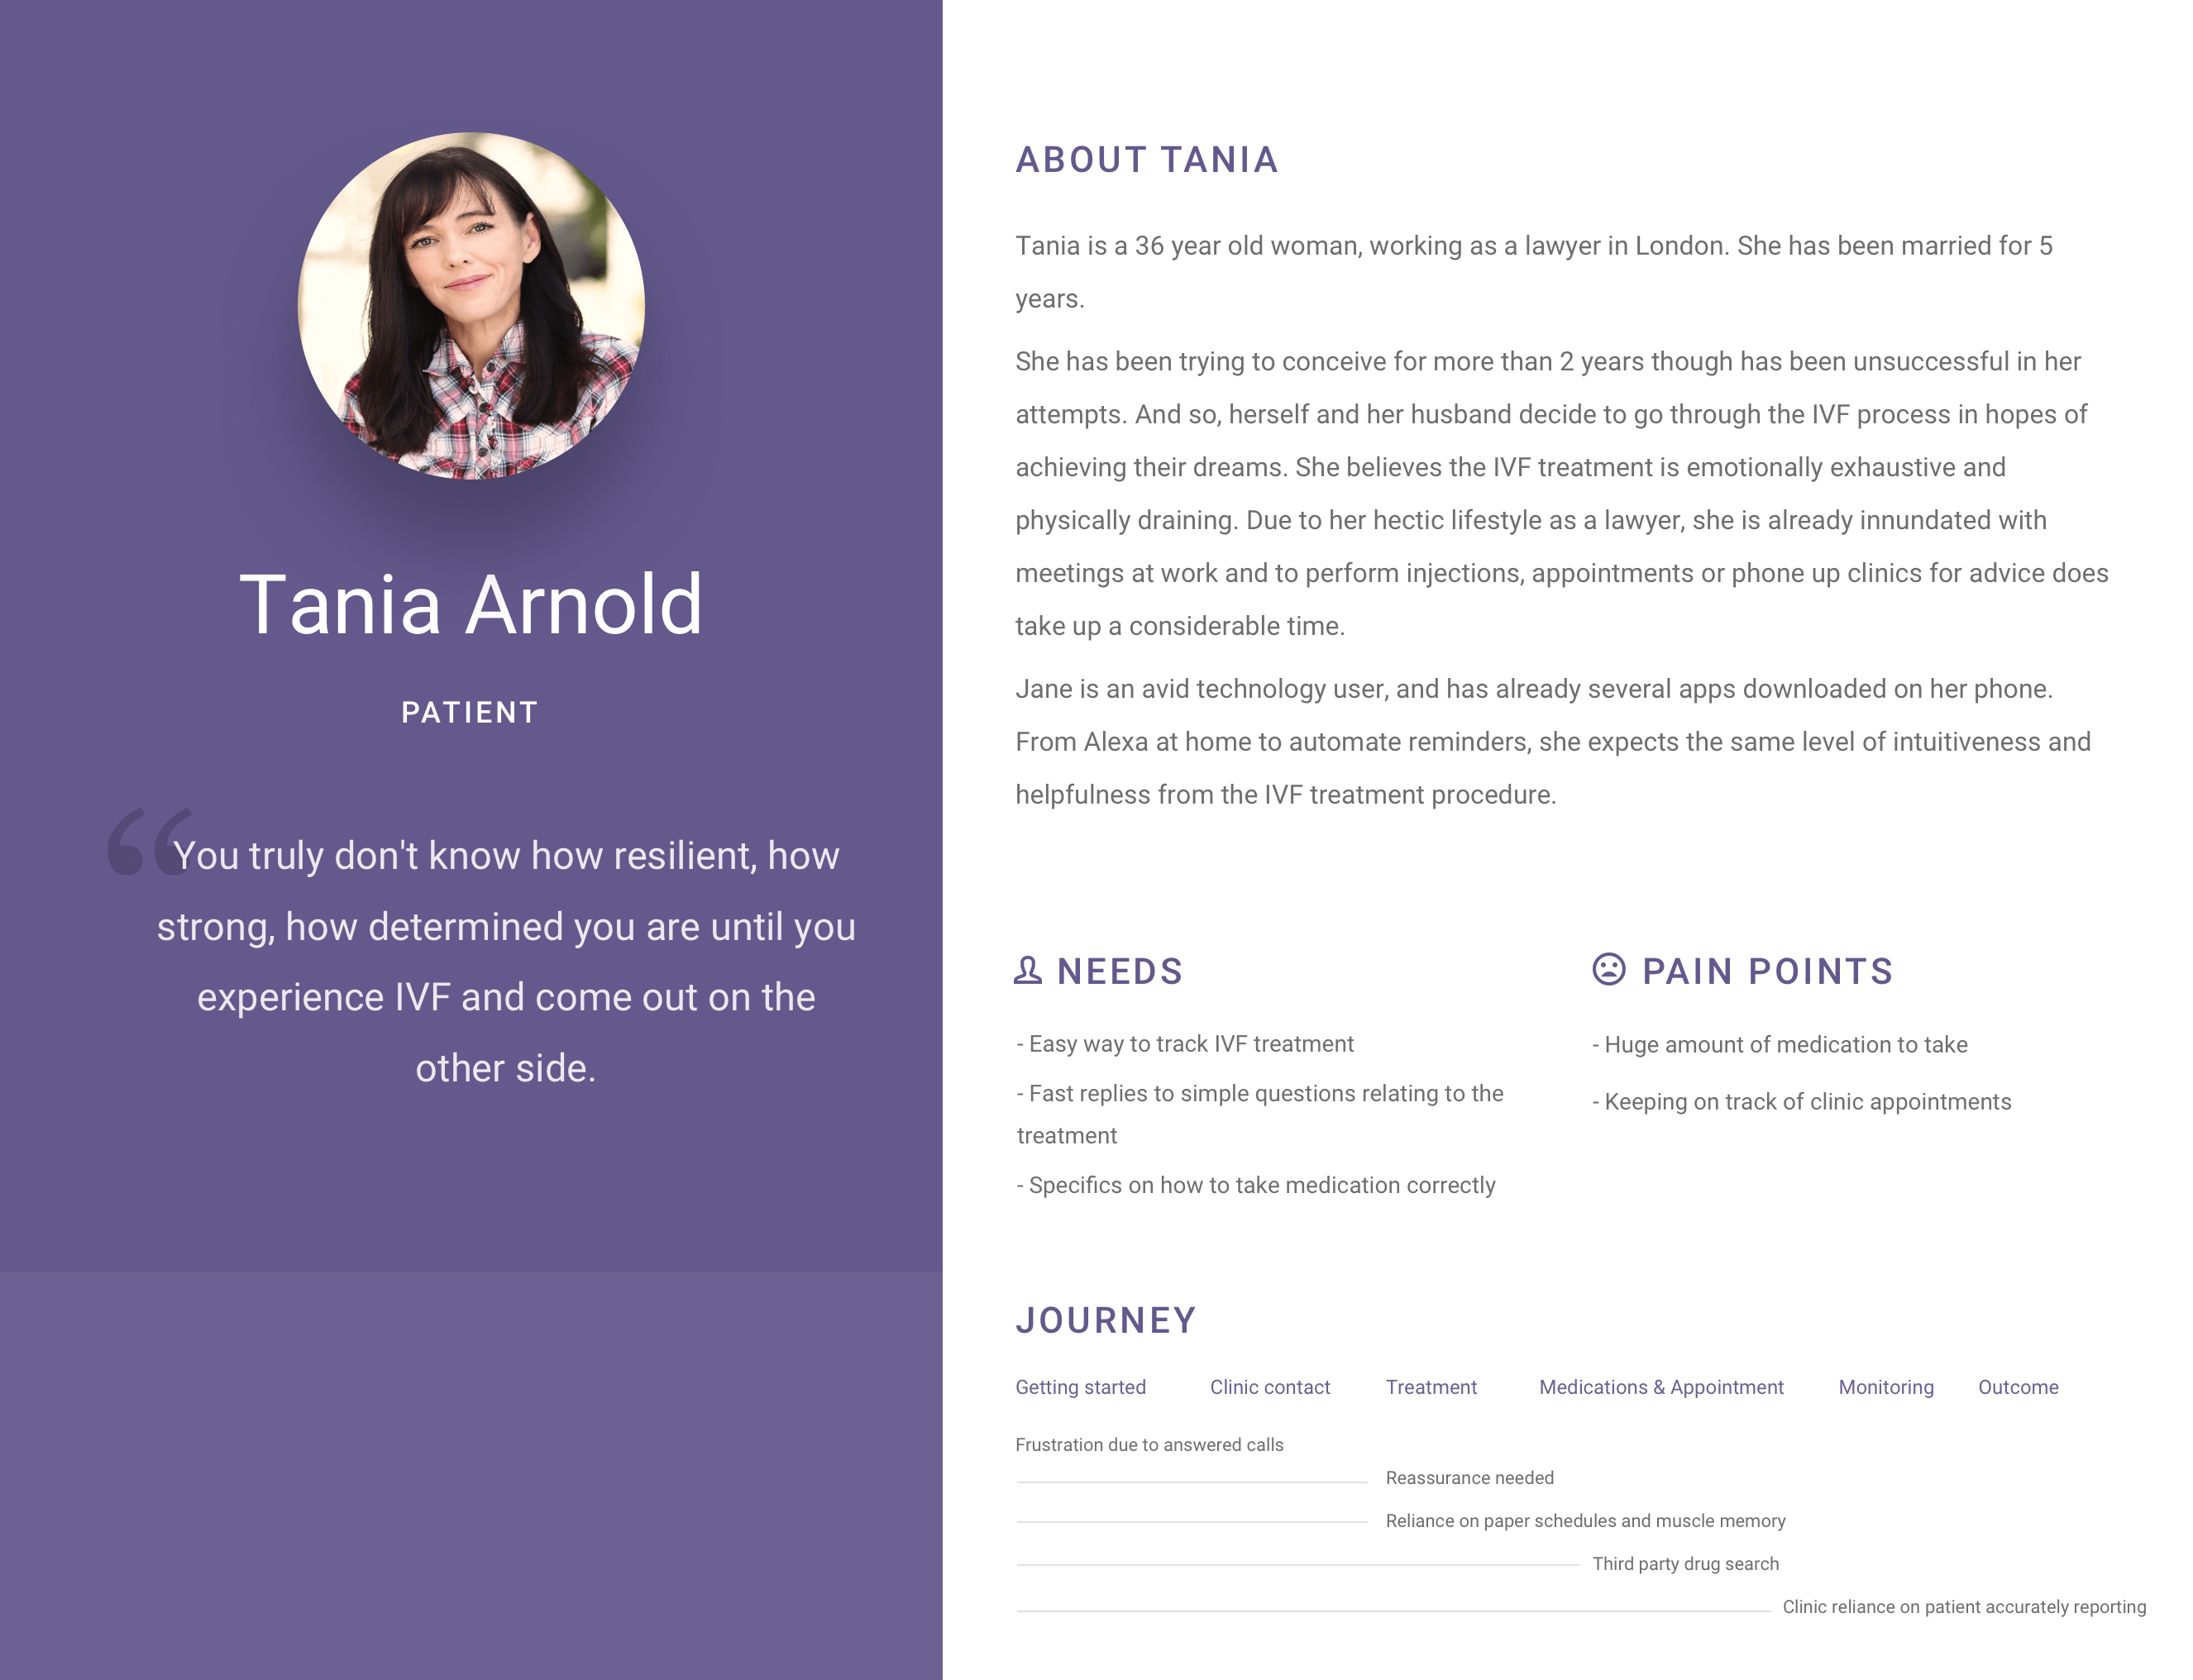 Tania Arnold
PATIENT
“
You truly don't know how resilient, how
strong, how determined you are until you
experience IVF and come out on the
other side.
ABOUT TANIA
Tania is a 36 year old woman, working as a lawyer in London. She has been married for 5
years.
She has been trying to conceive for more than 2 years though has been unsuccessful in her
attempts. And so, herself and her husband decide to go through the IVF process in hopes of
achieving their dreams. She believes the IVF treatment is emotionally exhaustive and
physically draining. Due to her hectic lifestyle as a lawyer, she is already innundated with
meetings at work and to perform injections, appointments or phone up clinics for advice does
take up a considerable time.
Jane is an avid technology user, and has already several apps downloaded on her phone.
From Alexa at home to automate reminders, she expects the same level of intuitiveness and
helpfulness from the IVF treatment procedure.
NEEDS
- Easy way to track IVF treatment
- Fast replies to simple questions relating to the
treatment
- Specifics on how to take medication correctly
PAIN POINTS
- Huge amount of medication to take
- Keeping on track of clinic appointments
JOURNEY
Getting started Clinic contact Treatment Medications & Appointment Monitoring Outcome
Frustration due to answered calls
Reassurance needed
Reliance on paper schedules and muscle memory
Third party drug search
Clinic reliance on patient accurately reporting